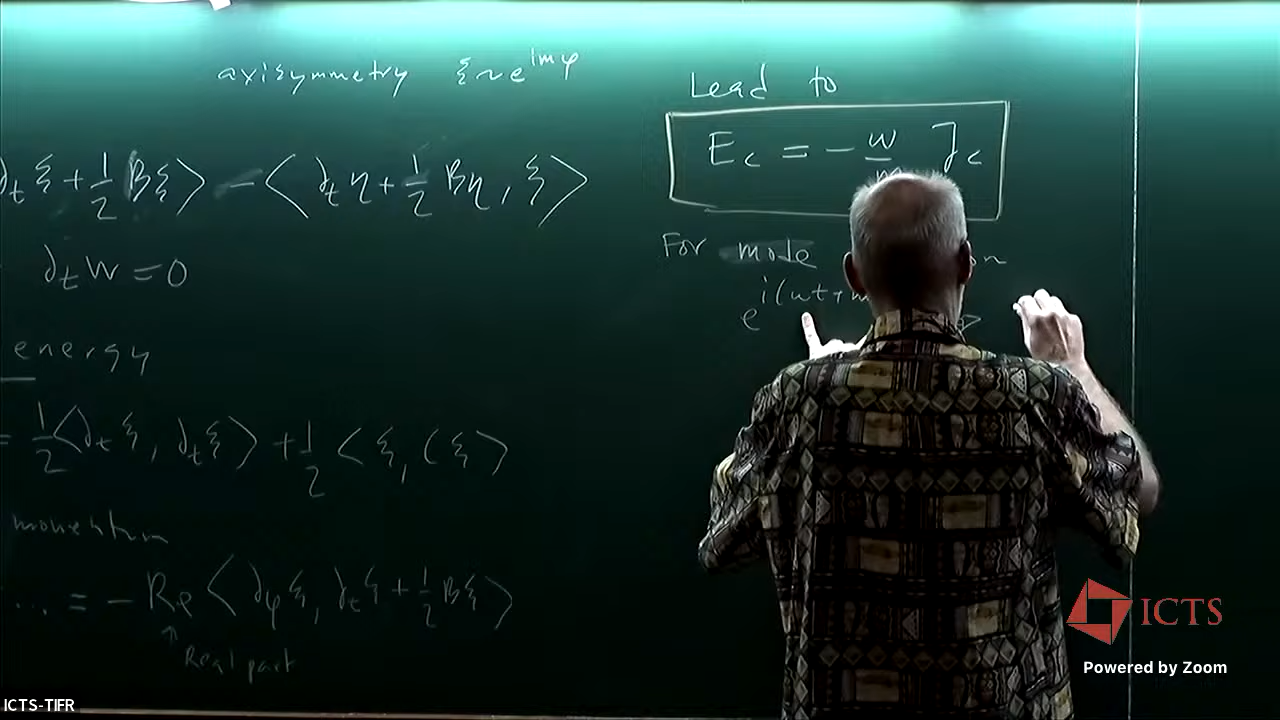 axisymmetry ξ ~ e^{imφ}
∂_t ξ + 1/2 Bξ⟩ - ⟨∂_t η + 1/2 Bη, ξ⟩
∂_t W = 0
energy
= 1/2 ⟨∂_t ξ, ∂_t ξ⟩ + 1/2 ⟨ξ, Cξ⟩
momentum
... = - Re ⟨∂_φ ξ, ∂_t ξ + 1/2 Bξ⟩
↑
Real part
Lead to
E_c = - ω/m J_c
For mode
e^{i(ωt+m
ICTS
Powered by Zoom
ICTS-TIFR